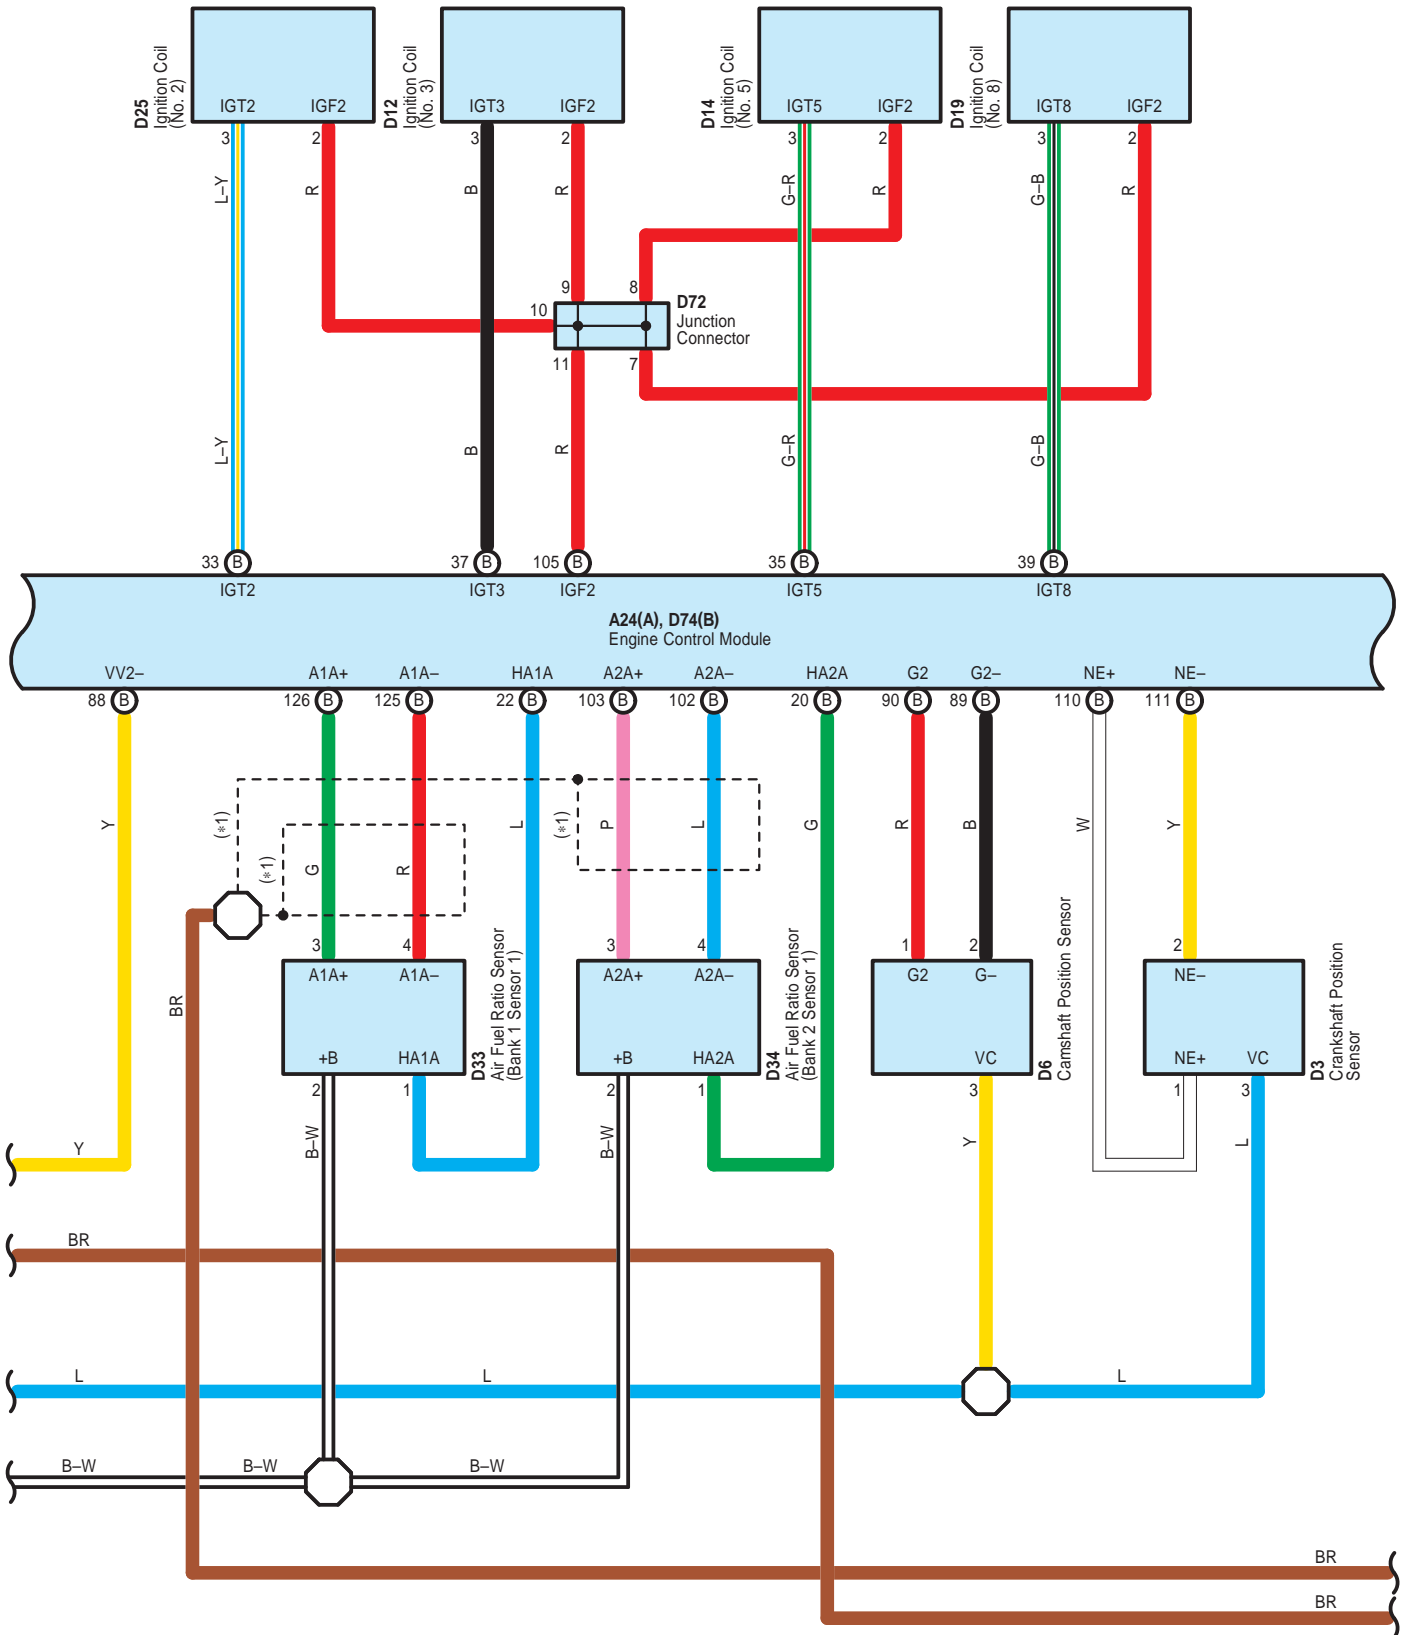 D25
Ignition Coil
(No. 2)
IGT2
IGF2
D12
Ignition Coil
(No. 3)
IGT3
IGF2
D14
Ignition Coil
(No. 5)
IGT5
IGF2
D19
Ignition Coil
(No. 8)
IGT8
IGF2
3
2
3
2
3
2
3
2
L–Y
R
B
R
G–R
R
G–B
R
9
8
10
D72
Junction
Connector
11
7
L–Y
B
R
G–R
G–B
33 B
37 B
105 B
35 B
39 B
IGT2
IGT3
IGF2
IGT5
IGT8
A24(A), D74(B)
Engine Control Module
VV2–
A1A+
A1A–
HA1A
A2A+
A2A–
HA2A
G2
G2–
NE+
NE–
88 B
126 B
125 B
22 B
103 B
102 B
20 B
90 B
89 B
110 B
111 B
Y
(*1)
(*1)
G
R
L
(*1)
P
L
G
R
B
W
Y
3
4
3
4
1
2
2
A1A+
A1A–
A2A+
A2A–
G2
G–
NE–
BR
+B
HA1A
D33
Air Fuel Ratio Sensor
(Bank 1 Sensor 1)
+B
HA2A
D34
Air Fuel Ratio Sensor
(Bank 2 Sensor 1)
VC
D6
Camshaft Position Sensor
NE+
VC
D3
Crankshaft Position
Sensor
2
1
2
1
3
1
3
Y
B–W
B–W
Y
L
BR
L
L
L
B–W
B–W
B–W
BR
BR